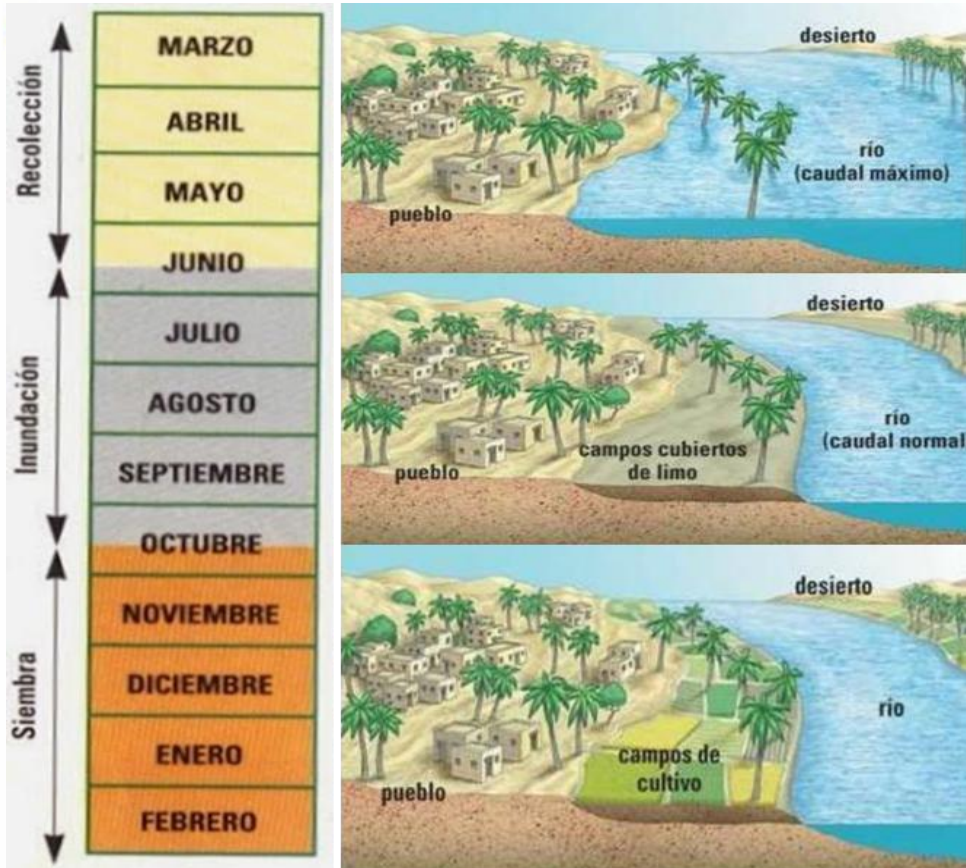 Recolección
Inundación
Siembra
MARZO
ABRIL
MAYO
JUNIO
JULIO
AGOSTO
SEPTIEMBRE
OCTUBRE
NOVIEMBRE
DICIEMBRE
ENERO
FEBRERO
desierto
río
(caudal máximo)
pueblo
desierto
río
(caudal normal)
campos cubiertos
de limo
pueblo
desierto
río
campos de
cultivo
pueblo